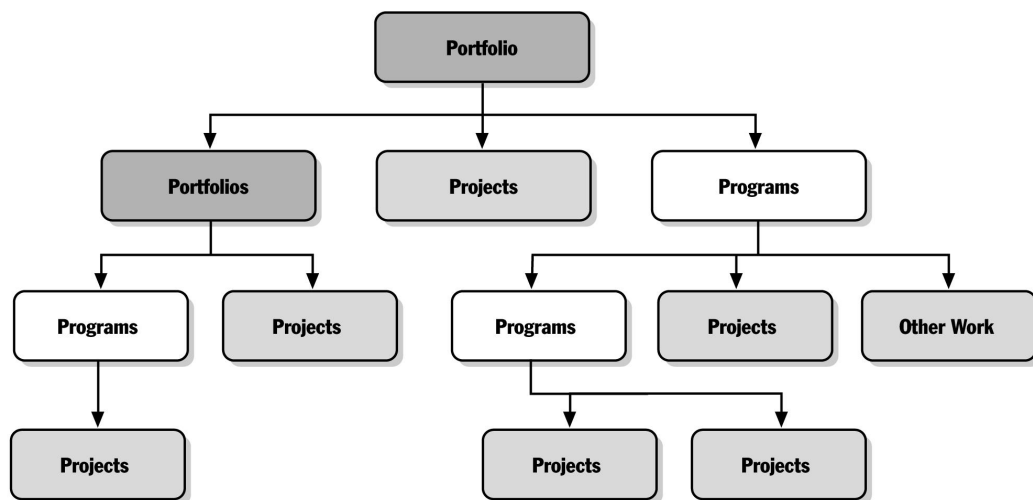 Portfolio
Portfolios
Projects
Programs
Programs
Projects
Programs
Projects
Other Work
Projects
Projects
Projects